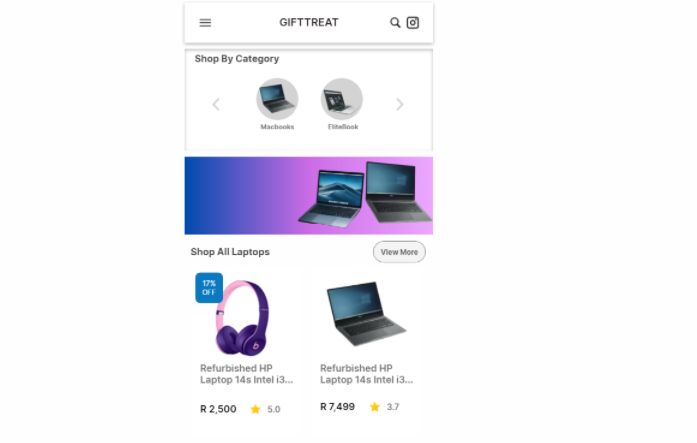 GIFTTREAT
Shop By Category
Macbooks
EliteBook
Shop All Laptops
View More
17%
OFF
Refurbished HP
Laptop 14s Intel i3...
R 2,500
5.0
Refurbished HP
Laptop 14s Intel i3...
R 7,499
3.7